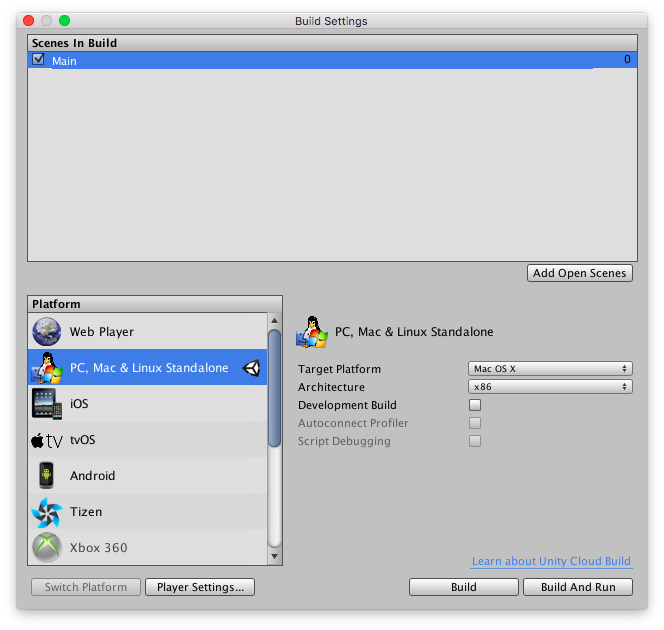 Build Settings
Scenes In Build
Main 0
Add Open Scenes
Platform
Web Player
PC, Mac & Linux Standalone
iOS
tv tvOS
Android
Tizen
Xbox 360
Switch Platform Player Settings...
PC, Mac & Linux Standalone
Target Platform Mac OS X
Architecture x86
Development Build
Autoconnect Profiler
Script Debugging
Learn about Unity Cloud Build
Build Build And Run